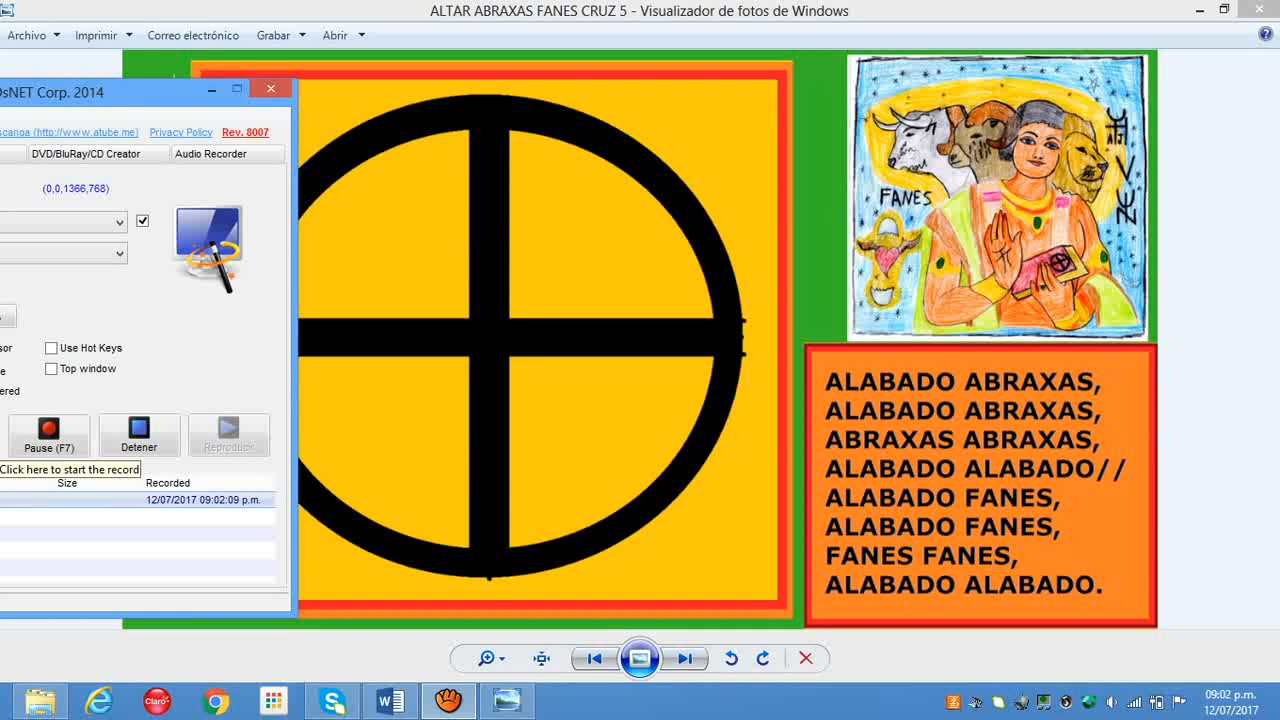 ALTAR ABRAXAS FANES CRUZ 5 - Visualizador de fotos de Windows
Archivo Imprimir Correo electrónico Grabar Abrir
DsNET Corp. 2014
(http://www.atube.me) Privacy Policy Rev. 8007
DVD/BluRay/CD Creator Audio Recorder
(0,0,1366,768)
Use Hot Keys
Top window
Pause (F7) Detener Reproducir
Click here to start the record
Size Recorded
12/07/2017 09:02:09 p.m.
FANES
ALABADO ABRAXAS,
ALABADO ABRAXAS,
ABRAXAS ABRAXAS,
ALABADO ALABADO//
ALABADO FANES,
ALABADO FANES,
FANES FANES,
ALABADO ALABADO.
Claro
09:02 p.m.
12/07/2017